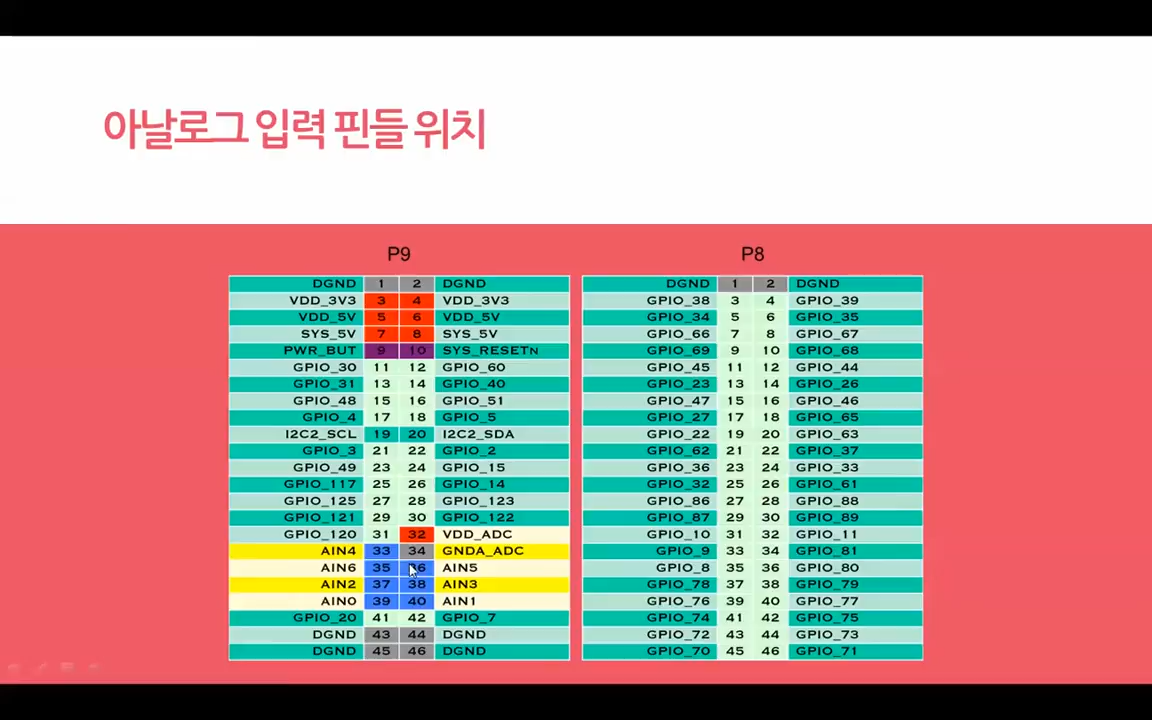 아날로그 입력 핀들 위치
P9
DGND 1 2 DGND
VDD_3V3 3 4 VDD_3V3
VDD_5V 5 6 VDD_5V
SYS_5V 7 8 SYS_5V
PWR_BUT 9 10 SYS_RESETN
GPIO_30 11 12 GPIO_60
GPIO_31 13 14 GPIO_40
GPIO_48 15 16 GPIO_51
GPIO_4 17 18 GPIO_5
I2C2_SCL 19 20 I2C2_SDA
GPIO_3 21 22 GPIO_2
GPIO_49 23 24 GPIO_15
GPIO_117 25 26 GPIO_14
GPIO_125 27 28 GPIO_123
GPIO_121 29 30 GPIO_122
GPIO_120 31 32 VDD_ADC
AIN4 33 34 GNDA_ADC
AIN6 35 36 AIN5
AIN2 37 38 AIN3
AIN0 39 40 AIN1
GPIO_20 41 42 GPIO_7
DGND 43 44 DGND
DGND 45 46 DGND
P8
DGND 1 2 DGND
GPIO_38 3 4 GPIO_39
GPIO_34 5 6 GPIO_35
GPIO_66 7 8 GPIO_67
GPIO_69 9 10 GPIO_68
GPIO_45 11 12 GPIO_44
GPIO_23 13 14 GPIO_26
GPIO_47 15 16 GPIO_46
GPIO_27 17 18 GPIO_65
GPIO_22 19 20 GPIO_63
GPIO_62 21 22 GPIO_37
GPIO_36 23 24 GPIO_33
GPIO_32 25 26 GPIO_61
GPIO_86 27 28 GPIO_88
GPIO_87 29 30 GPIO_89
GPIO_10 31 32 GPIO_11
GPIO_9 33 34 GPIO_81
GPIO_8 35 36 GPIO_80
GPIO_78 37 38 GPIO_79
GPIO_76 39 40 GPIO_77
GPIO_74 41 42 GPIO_75
GPIO_72 43 44 GPIO_73
GPIO_70 45 46 GPIO_71